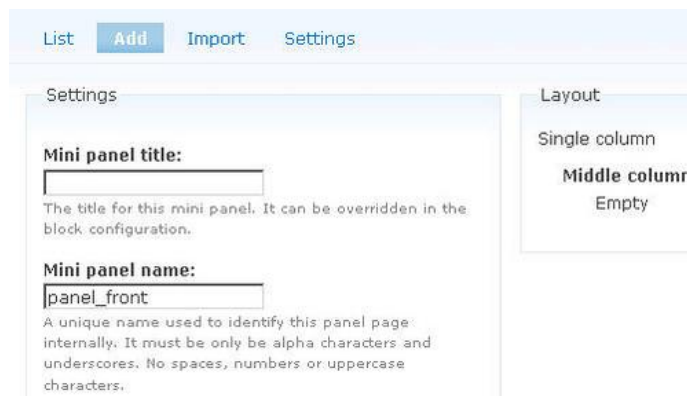 List Add Import Settings
Settings
Mini panel title:
The title for this mini panel. It can be overridden in the
block configuration.
Mini panel name:
panel_front
A unique name used to identify this panel page
internally. It must be only be alpha characters and
underscores. No spaces, numbers or uppercase
characters.
Layout
Single column
Middle column
Empty